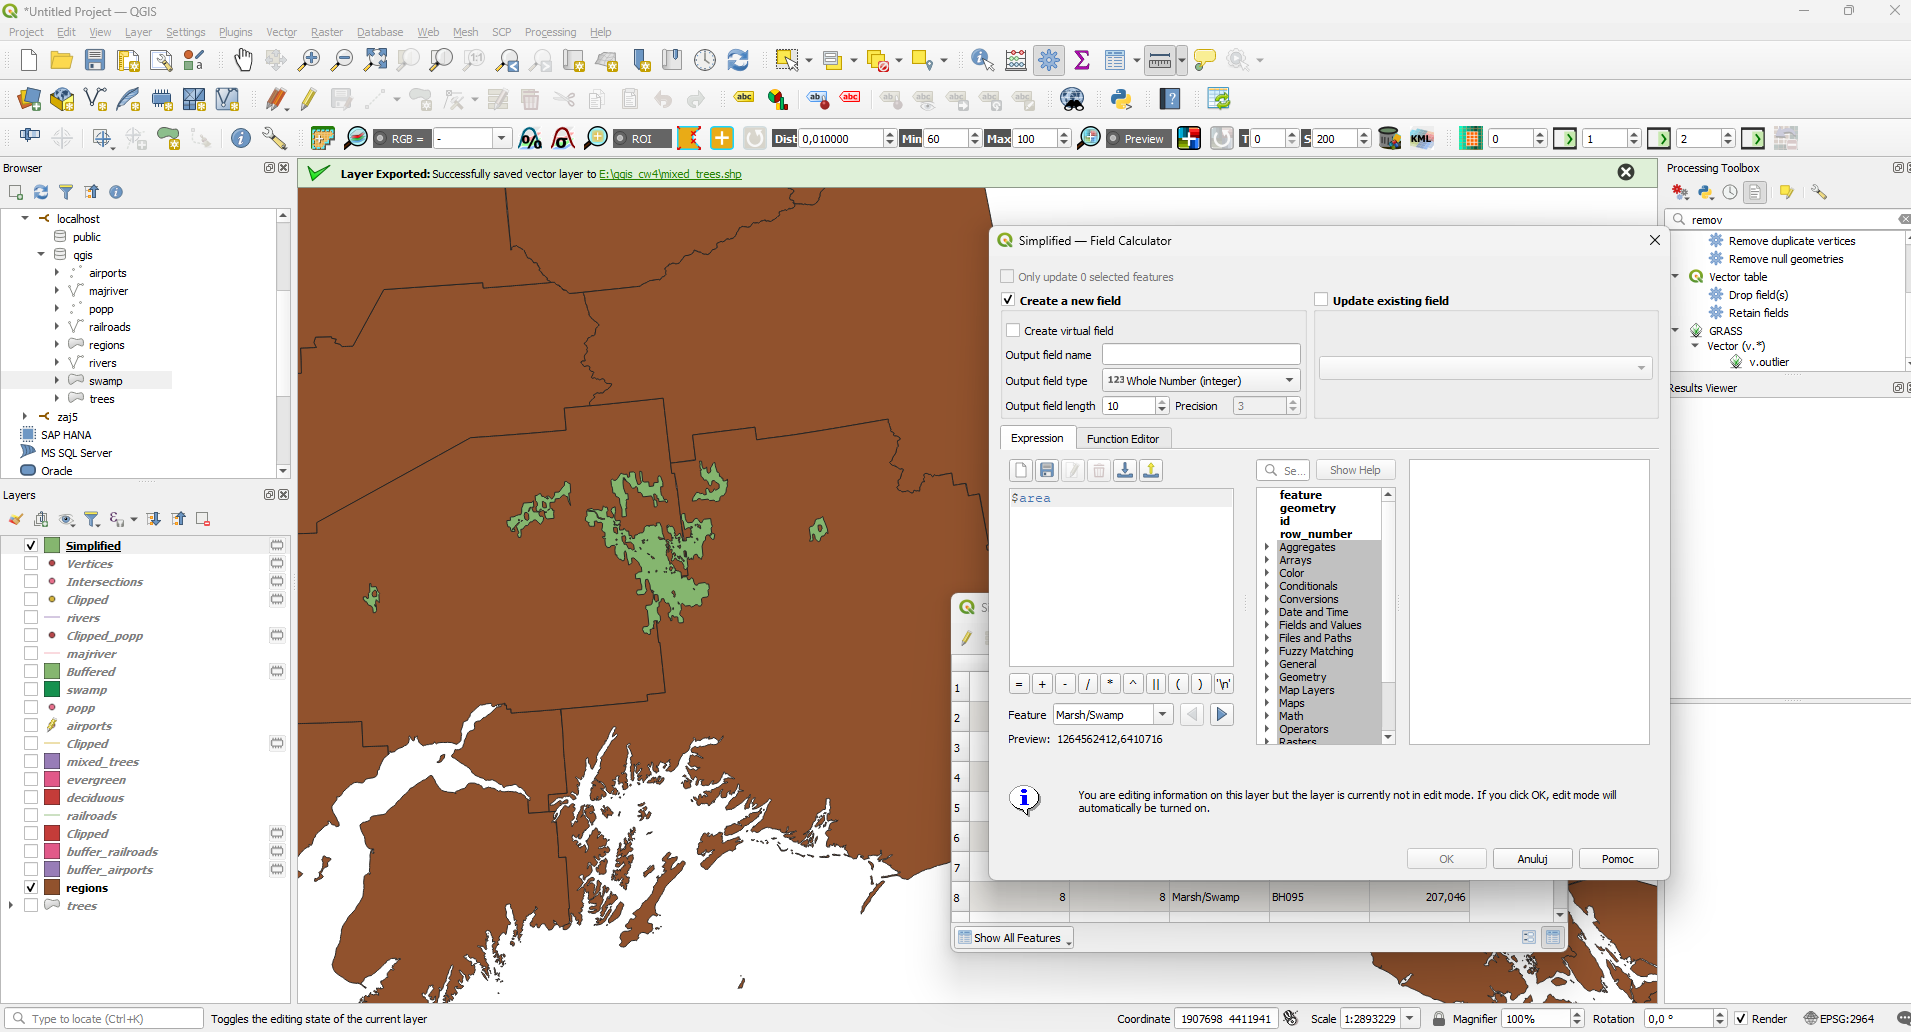 *Untitled Project — QGIS
Project Edit View Layer Settings Plugins Vector Raster Database Web Mesh SCP Processing Help
RGB = - ROI Dist 0,010000 Min 60 Max 100 Preview T 0 S 200 KML 0 1 2
Browser
localhost
public
qgis
airports
majriver
popp
railroads
regions
rivers
swamp
trees
zaj5
SAP HANA
MS SQL Server
Oracle
Layers
Simplified
Vertices
Intersections
Clipped
rivers
Clipped_popp
majriver
Buffered
swamp
popp
airports
Clipped
mixed_trees
evergreen
deciduous
railroads
Clipped
buffer_railroads
buffer_airports
regions
trees
Layer Exported: Successfully saved vector layer to E:\qgis_cw4\mixed_trees.shp
Simplified — Field Calculator
Only update 0 selected features
Create a new field
Update existing field
Create virtual field
Output field name
Output field type 123 Whole Number (integer)
Output field length 10 Precision 3
Expression Function Editor
Se... Show Help
$area
feature
geometry
id
row_number
Aggregates
Arrays
Color
Conditionals
Conversions
Date and Time
Fields and Values
Files and Paths
Fuzzy Matching
General
Geometry
Map Layers
Maps
Math
Operators
Rasters
= + - / * ^ || ( ) '\n'
Feature Marsh/Swamp
Preview: 1264562412,6410716
You are editing information on this layer but the layer is currently not in edit mode. If you click OK, edit mode will
automatically be turned on.
OK Anuluj Pomoc
1
2
3
4
5
6
7
8 8 8 Marsh/Swamp BH095 207,046
Show All Features
Processing Toolbox
remov
Remove duplicate vertices
Remove null geometries
Vector table
Drop field(s)
Retain fields
GRASS
Vector (v.*)
v.outlier
Results Viewer
Type to locate (Ctrl+K) Toggles the editing state of the current layer Coordinate 1907698 4411941 Scale 1:2893229 Magnifier 100% Rotation 0,0 ° Render EPSG:2964